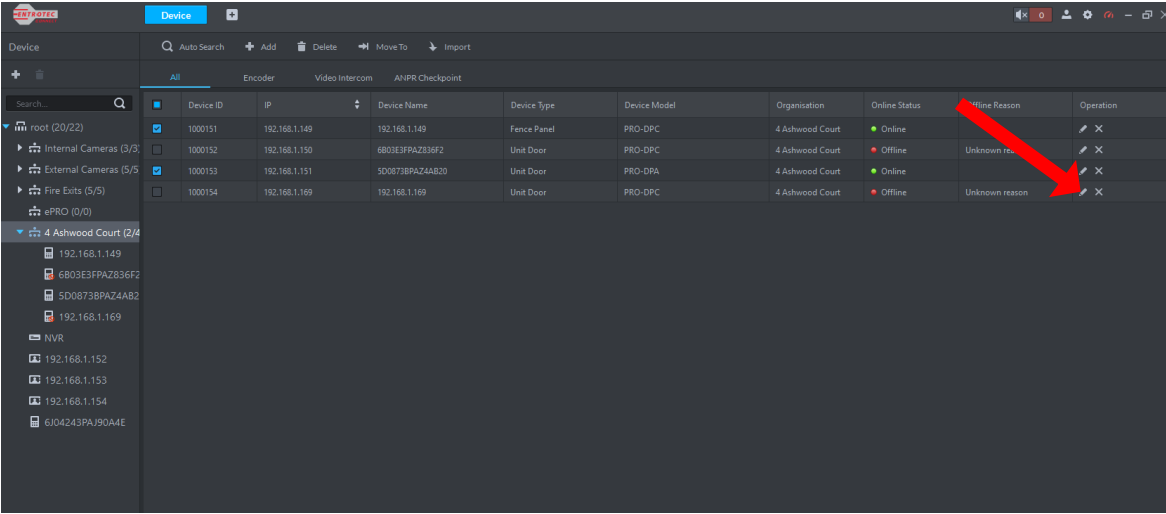 ENTROTEC
Device
0
Device
Auto Search Add Delete Move To Import
All Encoder Video Intercom ANPR Checkpoint
Search...
Device ID IP Device Name Device Type Device Model Organisation Online Status Offline Reason Operation
root (20/22)
1000151 192.168.1.149 192.168.1.149 Fence Panel PRO-DPC 4 Ashwood Court Online
Internal Cameras (3/3)
1000152 192.168.1.150 6B03E3FPAZ836F2 Unit Door PRO-DPC 4 Ashwood Court Offline Unknown reason
External Cameras (5/5
1000153 192.168.1.151 5D0873BPAZ4AB20 Unit Door PRO-DPA 4 Ashwood Court Online
Fire Exits (5/5)
1000154 192.168.1.169 192.168.1.169 Unit Door PRO-DPC 4 Ashwood Court Offline Unknown reason
ePRO (0/0)
4 Ashwood Court (2/4
192.168.1.149
6B03E3FPAZ836F2
5D0873BPAZ4AB2
192.168.1.169
NVR
192.168.1.152
192.168.1.153
192.168.1.154
6J04243PAJ90A4E